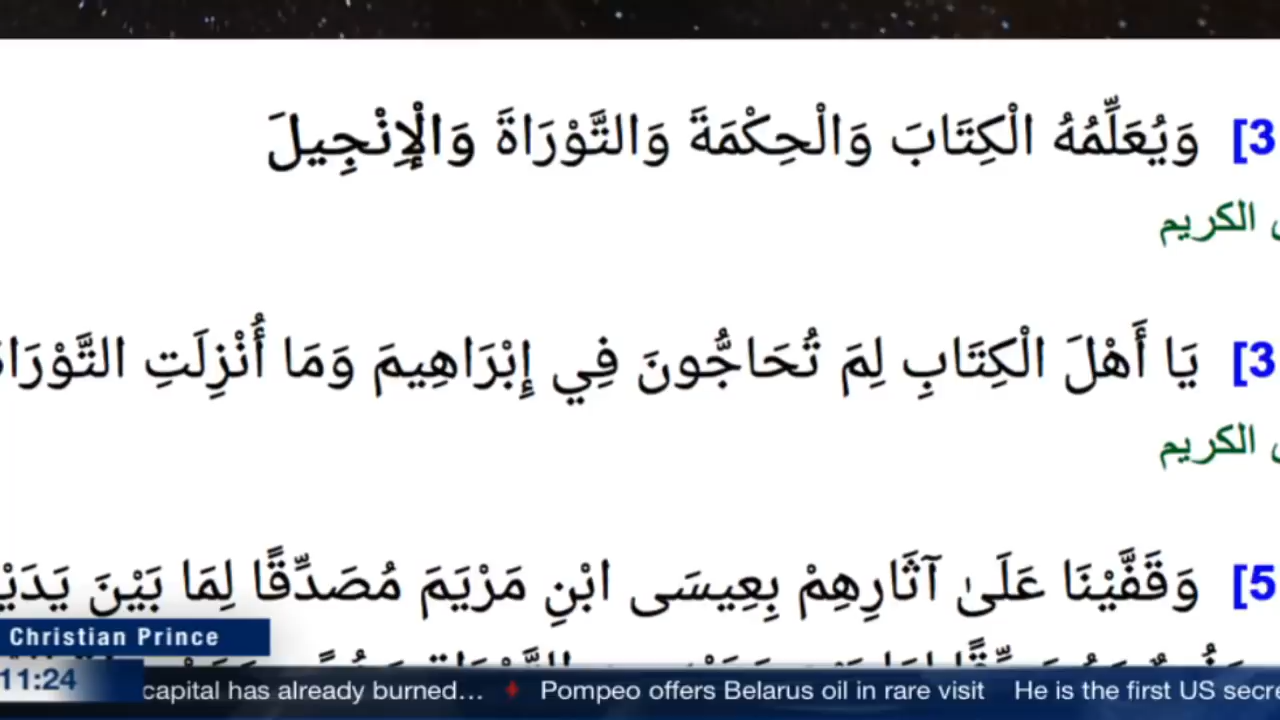 [3 وَيُعَلِّمُهُ الْكِتَابَ وَالْحِكْمَةَ وَالتَّوْرَاةَ وَالْإِنْجِيلَ
الكريم
[3 يَا أَهْلَ الْكِتَابِ لِمَ تُحَاجُّونَ فِي إِبْرَاهِيمَ وَمَا أُنْزِلَتِ
الكريم
[5 وَقَفَّيْنَا عَلَىٰ آثَارِهِمْ بِعِيسَى ابْنِ مَرْيَمَ مُصَدِّقًا لِمَا بَيْنَ
Christian Prince
11:24 capital has already burned... Pompeo offers Belarus oil in rare visit He is the first US